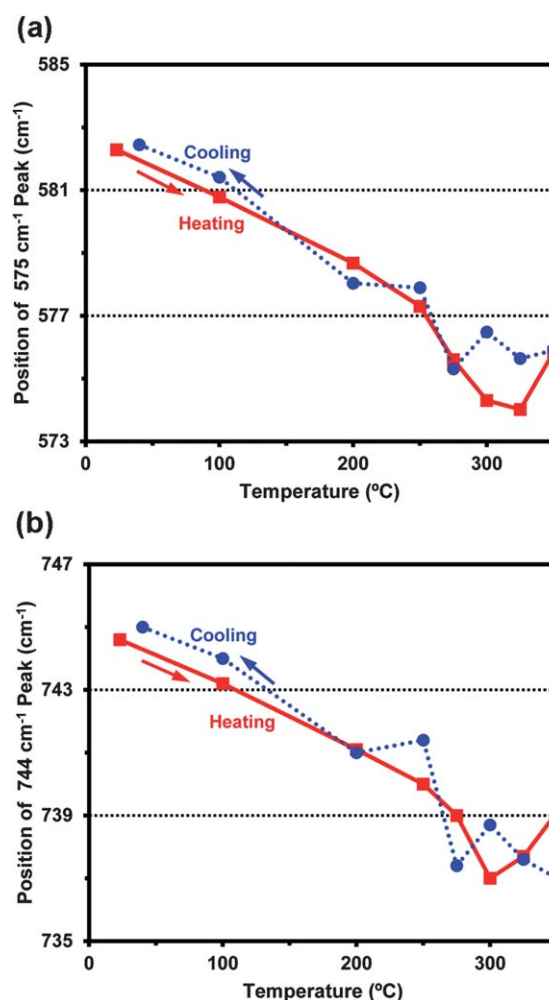 (a)
585
581
577
573
Position of 575 cm⁻¹ Peak (cm⁻¹)
Cooling
Heating
0 100 200 300
Temperature (ºC)
(b)
747
743
739
735
Position of 744 cm⁻¹ Peak (cm⁻¹)
Cooling
Heating
0 100 200 300
Temperature (ºC)